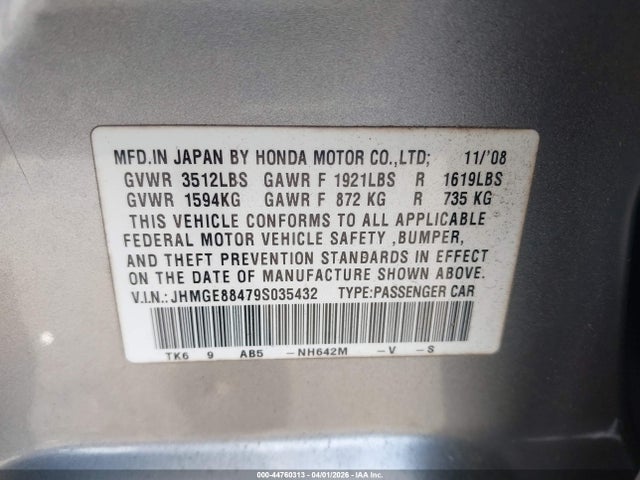 MFD.IN JAPAN BY HONDA MOTOR CO.,LTD; 11/'08
GVWR 3512LBS GAWR F 1921LBS R 1619LBS
GVWR 1594KG GAWR F 872 KG R 735 KG
THIS VEHICLE CONFORMS TO ALL APPLICABLE
FEDERAL MOTOR VEHICLE SAFETY ,BUMPER,
AND THEFT PREVENTION STANDARDS IN EFFECT
ON THE DATE OF MANUFACTURE SHOWN ABOVE.
V.I.N.: JHMGE88479S035432 TYPE:PASSENGER CAR
TK6 9 AB5 -NH642M -V -S
000-44760313 - 04/01/2026 - IAA Inc.